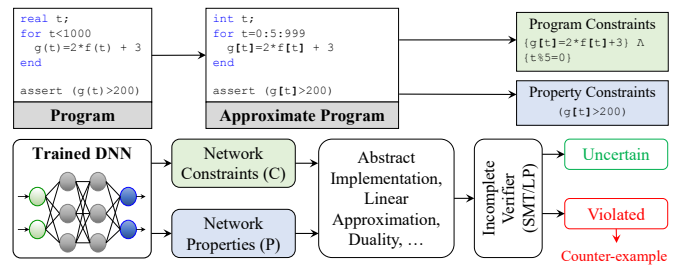 real t;
for t<1000
g(t)=2*f(t) + 3
end
assert (g(t)>200)
Program
int t;
for t=0:5:999
g[t]=2*f[t] + 3
end
assert (g[t]>200)
Approximate Program
Program Constraints
{g[t]=2*f[t]+3} Λ
{t%5=0}
Property Constraints
(g[t]>200)
Trained DNN
Network
Constraints (C)
Network
Properties (P)
Abstract
Implementation,
Linear
Approximation,
Duality, …
Incomplete
Verifier
(SMT/LP)
Uncertain
Violated
Counter-example